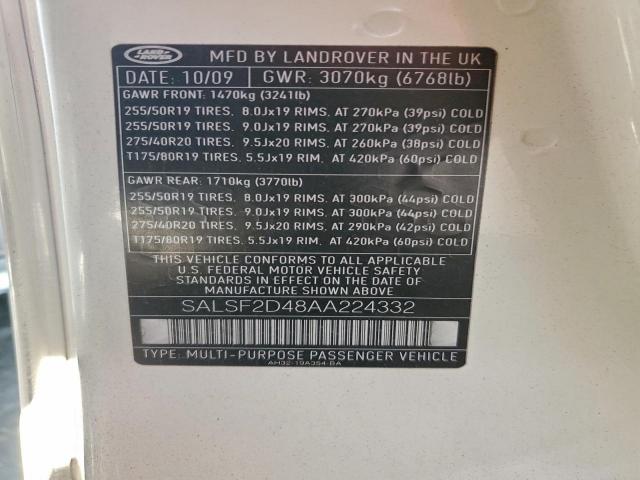 LAND ROVER
MFD BY LANDROVER IN THE UK
DATE: 10/09 GWR: 3070kg (6768lb)
GAWR FRONT: 1470kg (3241lb)
255/50R19 TIRES. 8.0Jx19 RIMS. AT 270kPa (39psi) COLD
255/50R19 TIRES. 9.0Jx19 RIMS. AT 270kPa (39psi) COLD
275/40R20 TIRES. 9.5Jx20 RIMS. AT 260kPa (38psi) COLD
T175/80R19 TIRES. 5.5Jx19 RIM. AT 420kPa (60psi) COLD
GAWR REAR: 1710kg (3770lb)
255/50R19 TIRES. 8.0Jx19 RIMS. AT 300kPa (44psi) COLD
255/50R19 TIRES. 9.0Jx19 RIMS. AT 300kPa (44psi) COLD
275/40R20 TIRES. 9.5Jx20 RIMS. AT 290kPa (42psi) COLD
T175/80R19 TIRES. 5.5Jx19 RIM. AT 420kPa (60psi) COLD
THIS VEHICLE CONFORMS TO ALL APPLICABLE
U.S. FEDERAL MOTOR VEHICLE SAFETY
STANDARDS IN EFFECT ON THE DATE OF
MANUFACTURE SHOWN ABOVE
SALSF2D48AA224332
TYPE: MULTI-PURPOSE PASSENGER VEHICLE
AH32-19A354-BA